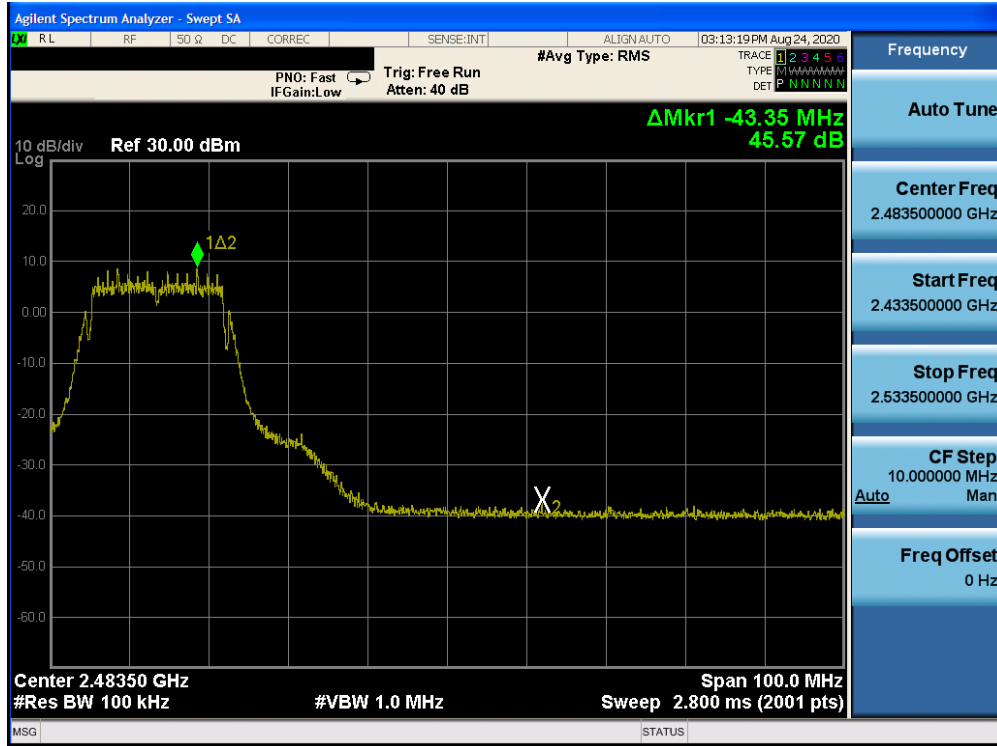 Agilent Spectrum Analyzer - Swept SA
LXI RL RF 50 Ω DC CORREC SENSE:INT ALIGN AUTO 03:13:19 PM Aug 24, 2020
#Avg Type: RMS
TRACE 1 2 3 4 5 6
PNO: Fast Trig: Free Run
TYPE M WWWWW
IFGain:Low Atten: 40 dB
DET P N N N N N
ΔMkr1 -43.35 MHz
45.57 dB
10 dB/div Ref 30.00 dBm
Log
20.0
10.0
0.00
-10.0
-20.0
-30.0
-40.0
-50.0
-60.0
1Δ2
X2
Center 2.48350 GHz Span 100.0 MHz
#Res BW 100 kHz #VBW 1.0 MHz Sweep 2.800 ms (2001 pts)
MSG STATUS
Frequency
Auto Tune
Center Freq
2.483500000 GHz
Start Freq
2.433500000 GHz
Stop Freq
2.533500000 GHz
CF Step
10.000000 MHz
Auto Man
Freq Offset
0 Hz